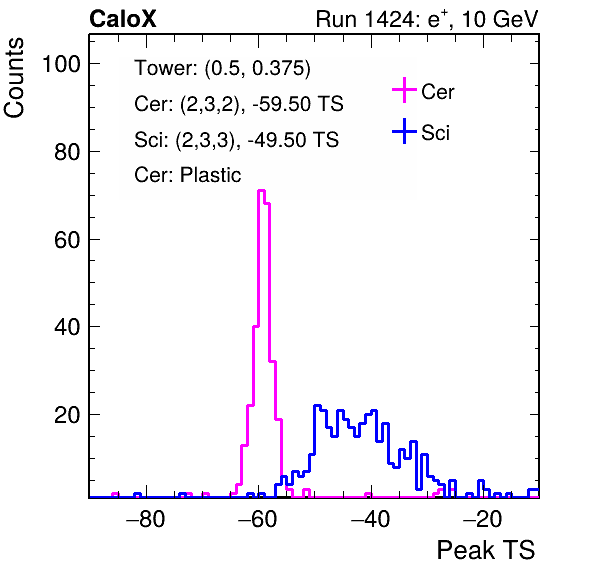 CaloX Run 1424: e⁺, 10 GeV
Counts
Tower: (0.5, 0.375)
Cer: (2,3,2), -59.50 TS
Sci: (2,3,3), -49.50 TS
Cer: Plastic
Cer
Sci
100
80
60
40
20
−80 −60 −40 −20
Peak TS